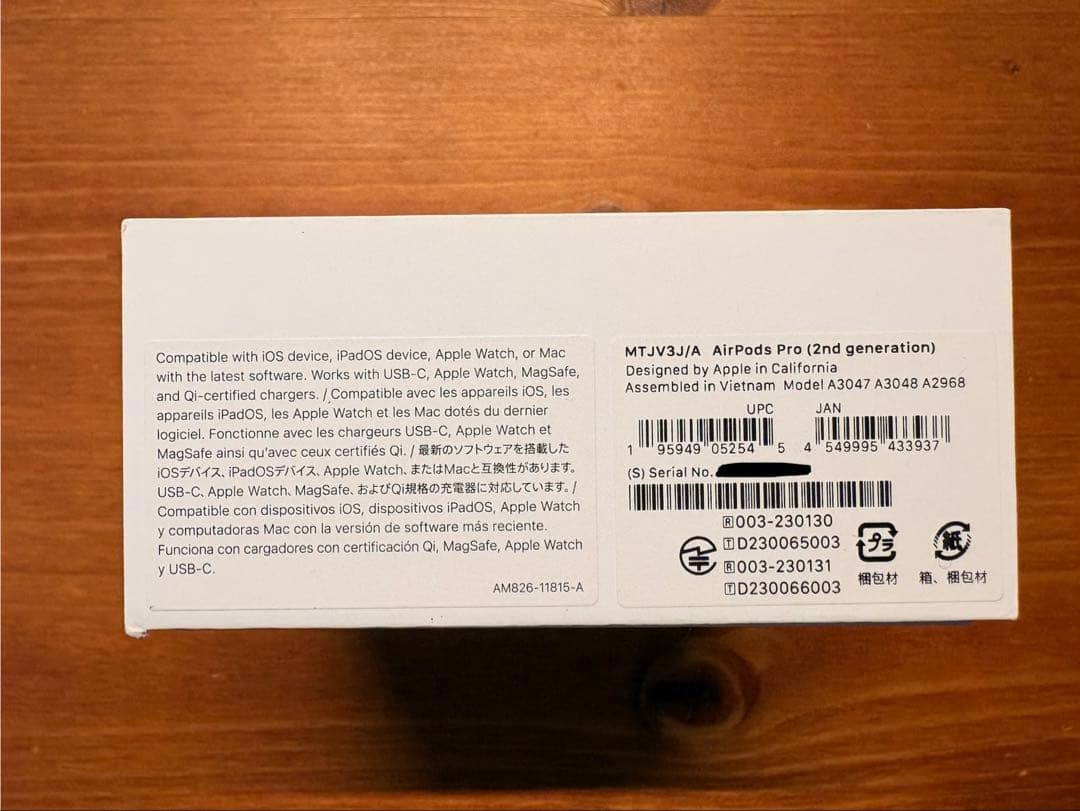 Compatible with iOS device, iPadOS device, Apple Watch, or Mac
with the latest software. Works with USB-C, Apple Watch, MagSafe,
and Qi-certified chargers. / Compatible avec les appareils iOS, les
appareils iPadOS, les Apple Watch et les Mac dotés du dernier
logiciel. Fonctionne avec les chargeurs USB-C, Apple Watch et
MagSafe ainsi qu'avec ceux certifiés Qi. / 最新のソフトウェアを搭載した
iOSデバイス、iPadOSデバイス、Apple Watch、またはMacと互換性があります。
USB-C、Apple Watch、MagSafe、およびQi規格の充電器に対応しています。/
Compatible con dispositivos iOS, dispositivos iPadOS, Apple Watch
y computadoras Mac con la versión de software más reciente.
Funciona con cargadores con certificación Qi, MagSafe, Apple Watch
y USB-C.
AM826-11815-A
MTJV3J/A AirPods Pro (2nd generation)
Designed by Apple in California
Assembled in Vietnam Model A3047 A3048 A2968
UPC JAN
1 95949 05254 5 4 549995 433937
(S) Serial No.
R 003-230130
T D230065003
R 003-230131
T D230066003
プラ 紙
梱包材 箱、梱包材